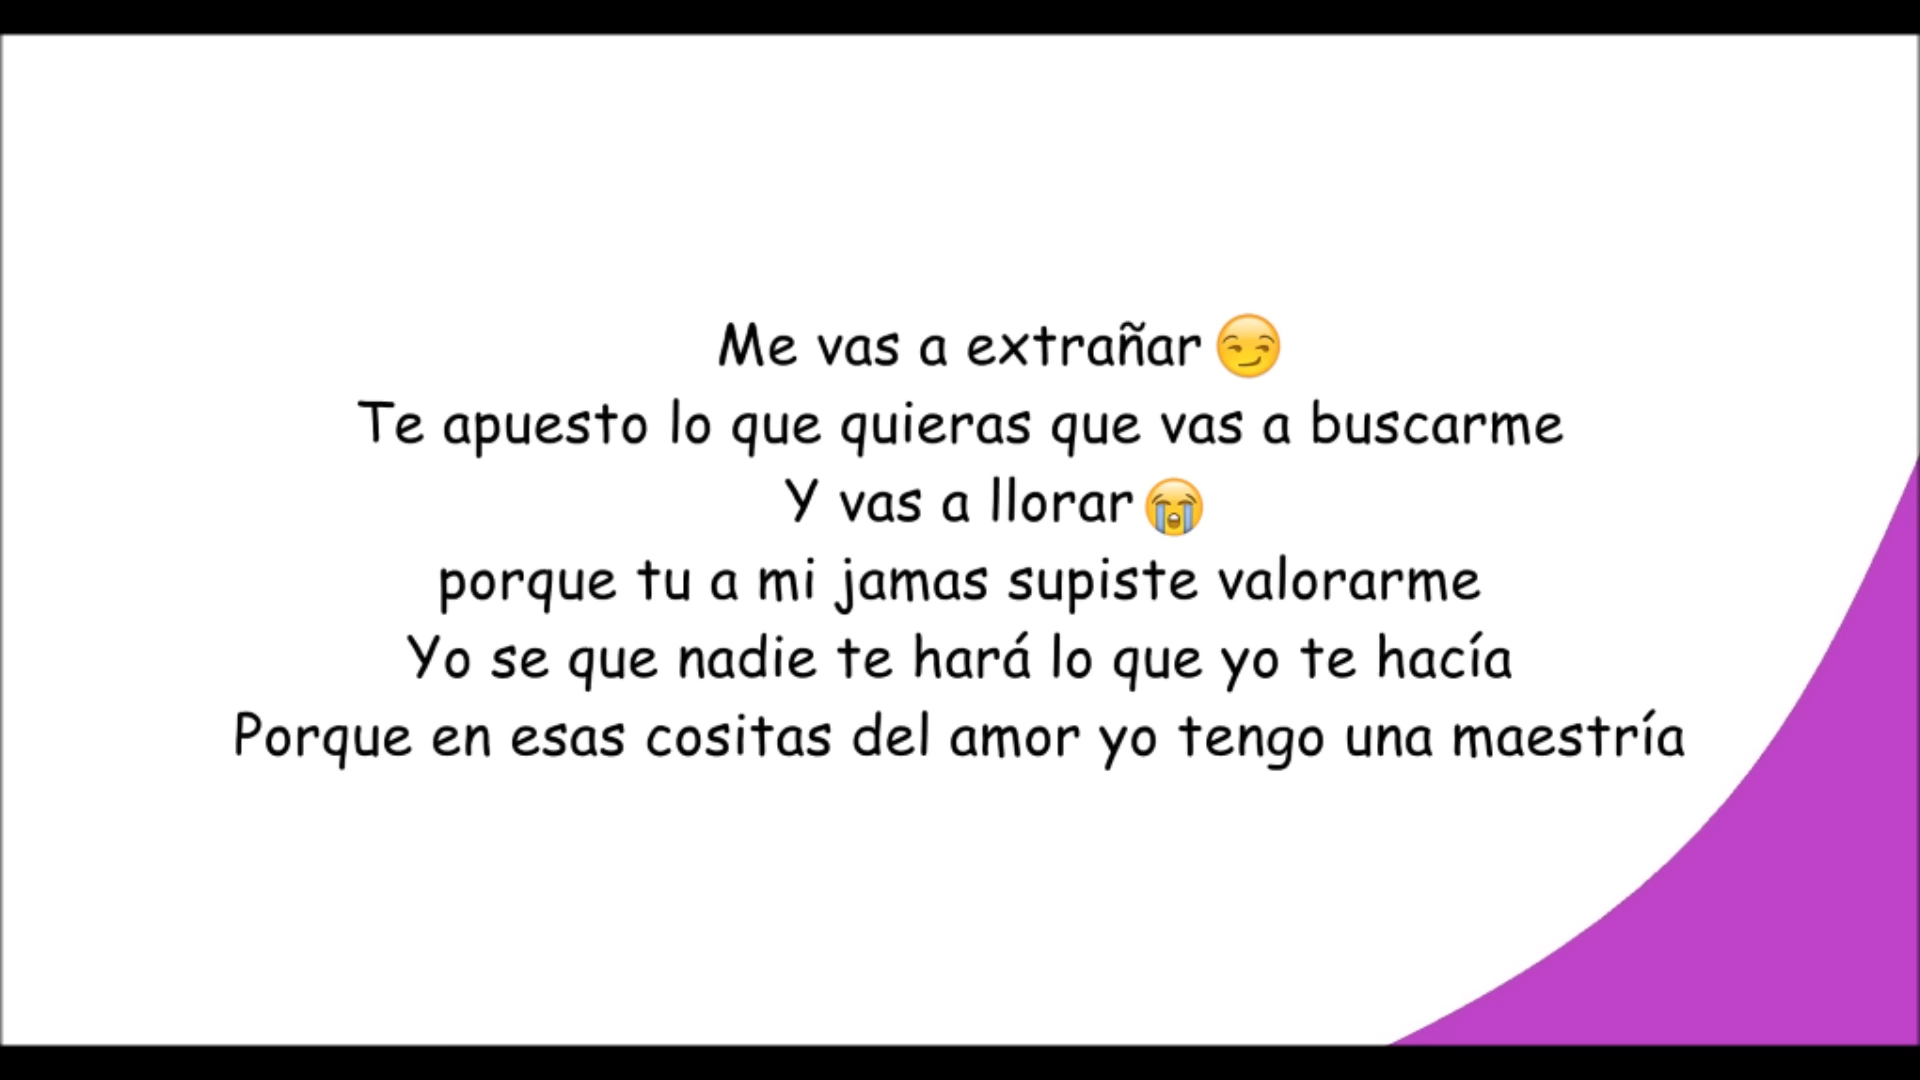 Me vas a extrañar 😏
Te apuesto lo que quieras que vas a buscarme
Y vas a llorar 😭
porque tu a mi jamas supiste valorarme
Yo se que nadie te hará lo que yo te hacía
Porque en esas cositas del amor yo tengo una maestría